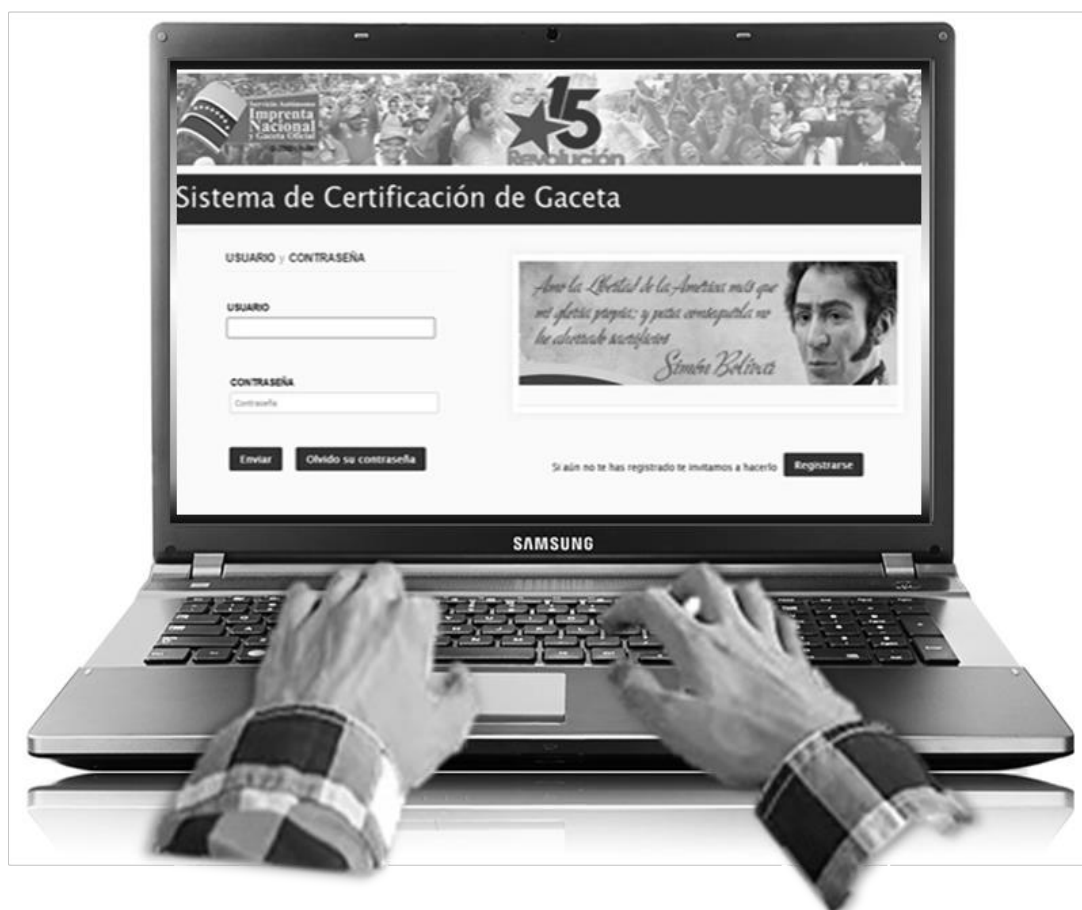 Servicio Autónomo
Imprenta
Nacional
y Gaceta Oficial
15
Revolución
Sistema de Certificación de Gaceta
USUARIO y CONTRASEÑA
USUARIO
CONTRASEÑA
Contraseña
Enviar
Olvido su contraseña
Amo la Libertad de la América más que
mi gloria propia; y para conseguirla no
he ahorrado sacrificios
Simón Bolívar
Si aún no te has registrado te invitamos a hacerlo
Registrarse
SAMSUNG